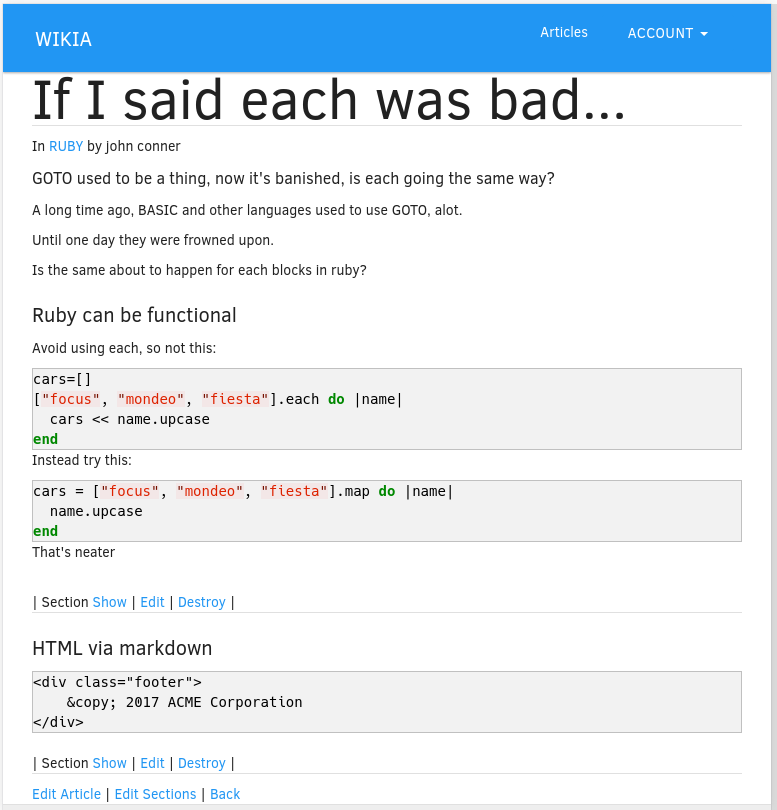 WIKIA
Articles
ACCOUNT
If I said each was bad...
In RUBY by john conner
GOTO used to be a thing, now it's banished, is each going the same way?
A long time ago, BASIC and other languages used to use GOTO, alot.
Until one day they were frowned upon.
Is the same about to happen for each blocks in ruby?
Ruby can be functional
Avoid using each, so not this:
cars=[]
["focus", "mondeo", "fiesta"].each do |name|
  cars << name.upcase
end
Instead try this:
cars = ["focus", "mondeo", "fiesta"].map do |name|
  name.upcase
end
That's neater
| Section Show | Edit | Destroy |
HTML via markdown
<div class="footer">
    &copy; 2017 ACME Corporation
</div>
| Section Show | Edit | Destroy |
Edit Article | Edit Sections | Back